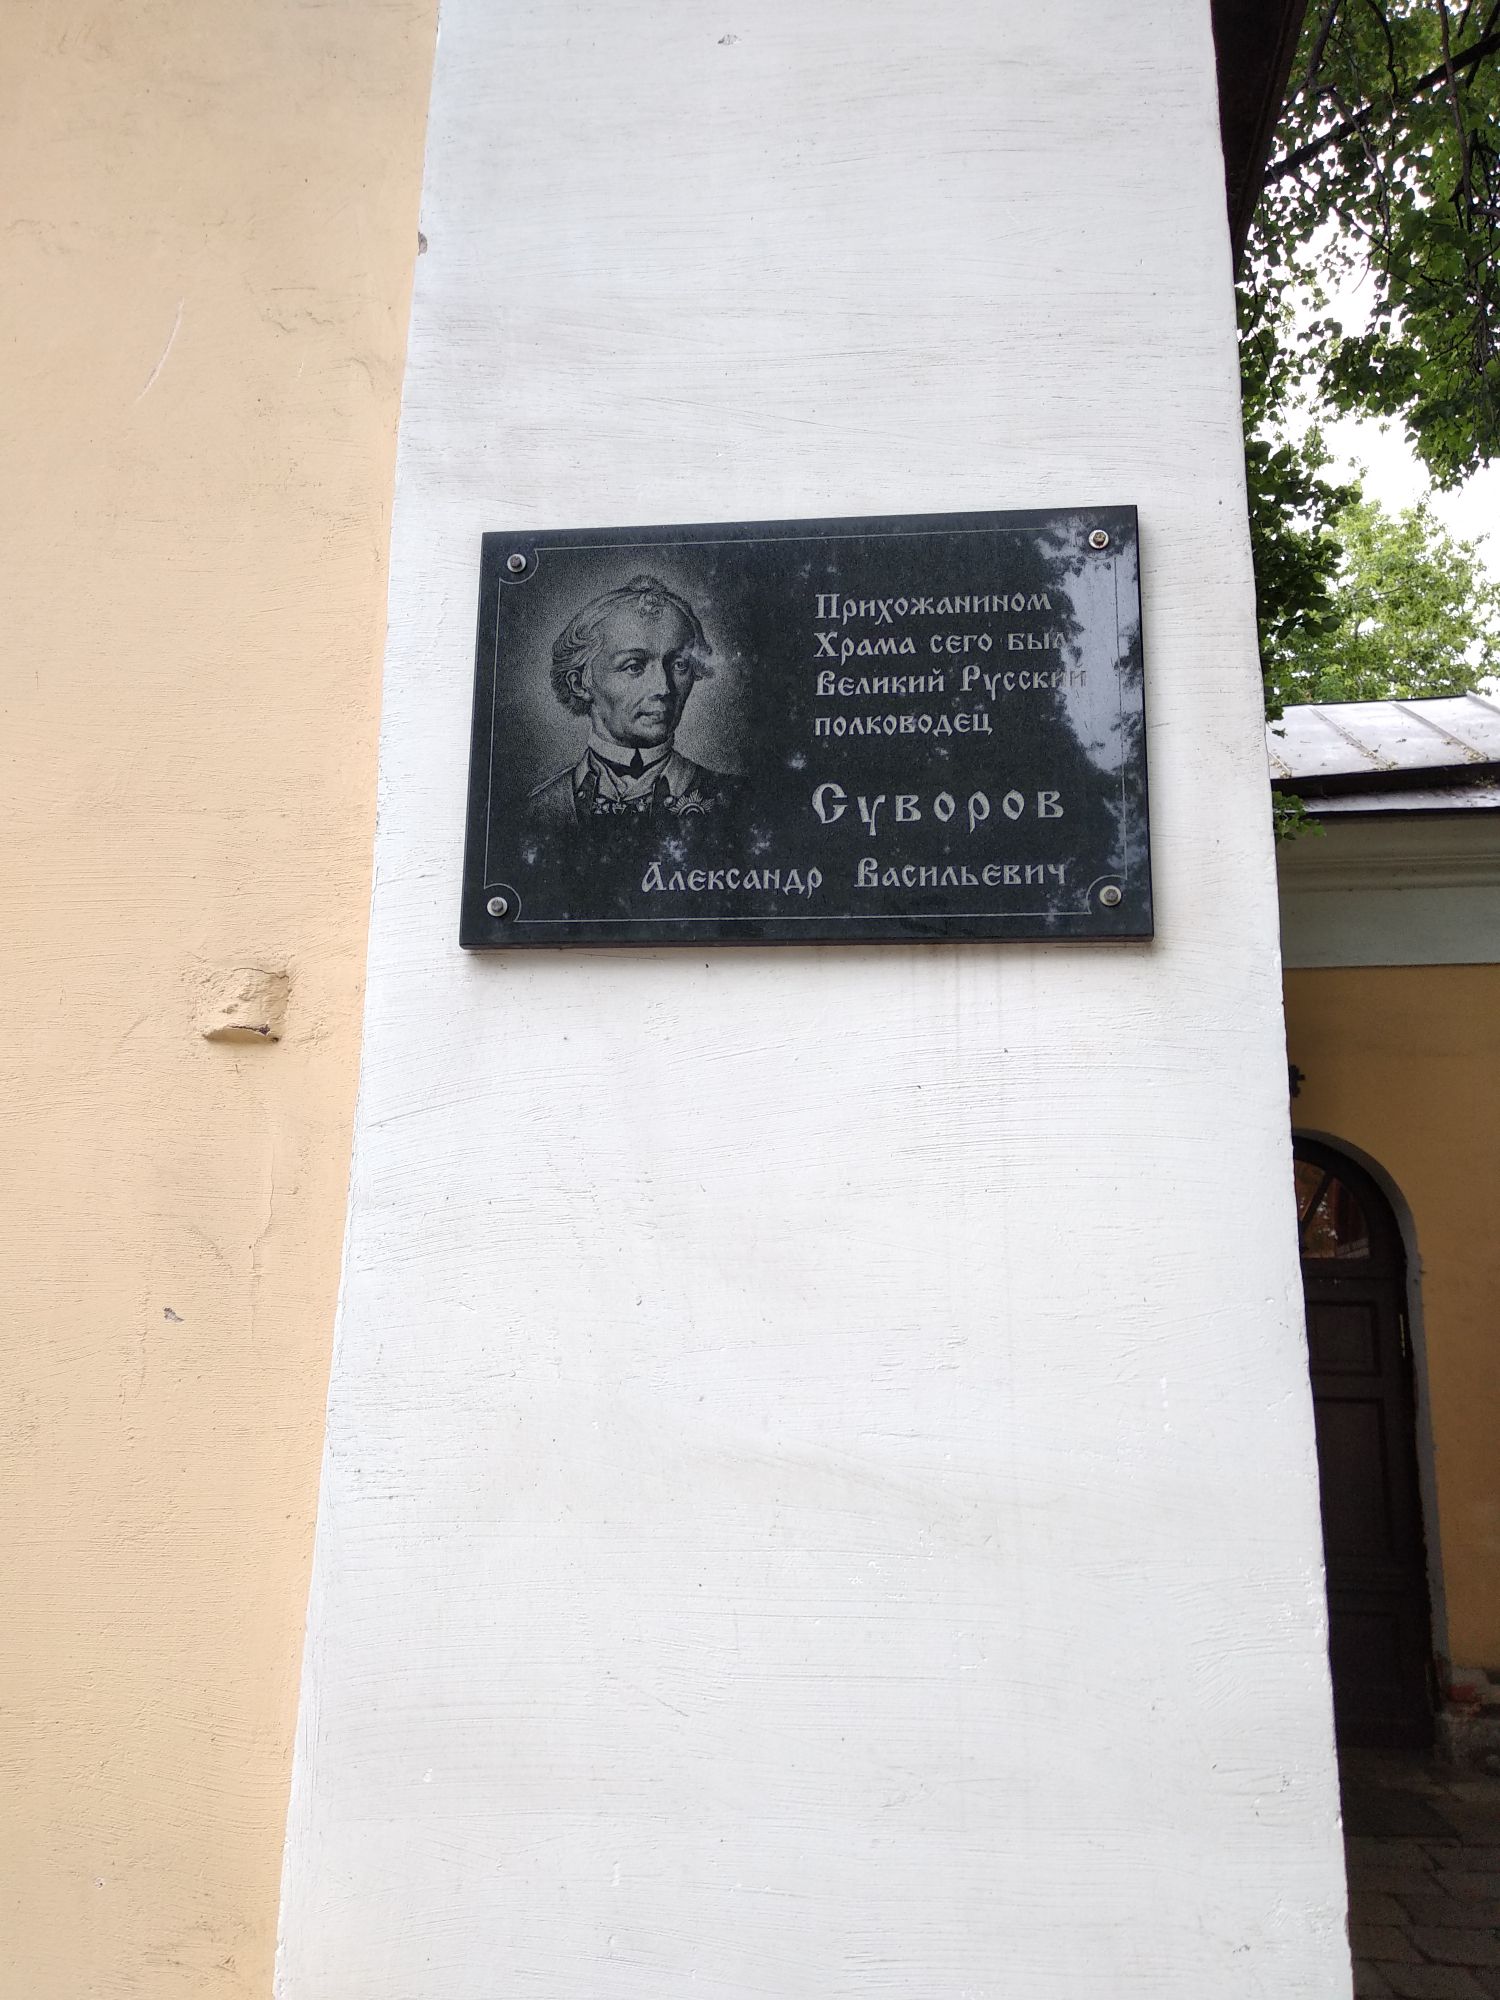 Прихожанином
Храма сего был
великий Русский
полководец
Суворов
Александр Васильевич